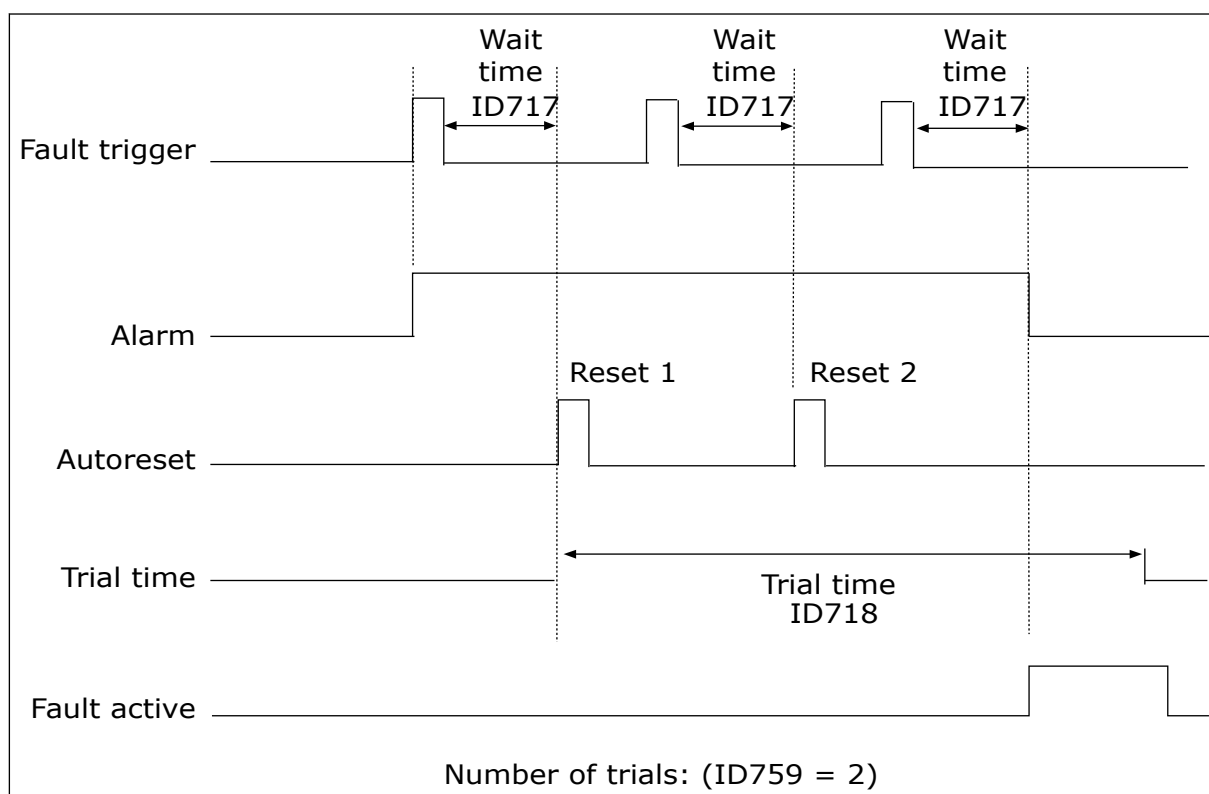 Wait
time
ID717
Wait
time
ID717
Wait
time
ID717
Fault trigger
Alarm
Reset 1
Reset 2
Autoreset
Trial time
Trial time
ID718
Fault active
Number of trials: (ID759 = 2)